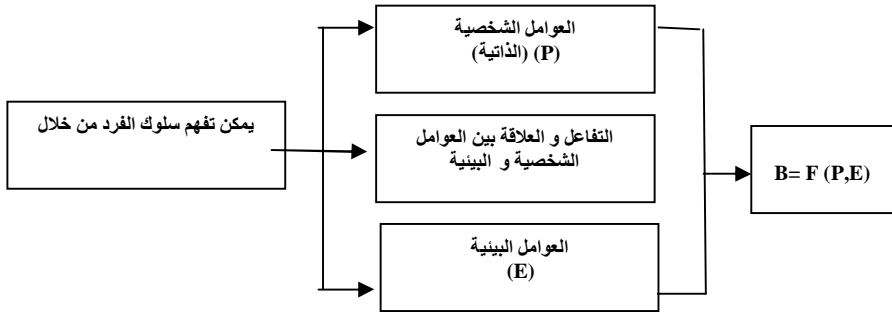 العوامل الشخصية
(الذاتية) (P)
يمكن تفهم سلوك الفرد من خلال
التفاعل و العلاقة بين العوامل
الشخصية و البيئية
B= F (P,E)
العوامل البيئية
(E)